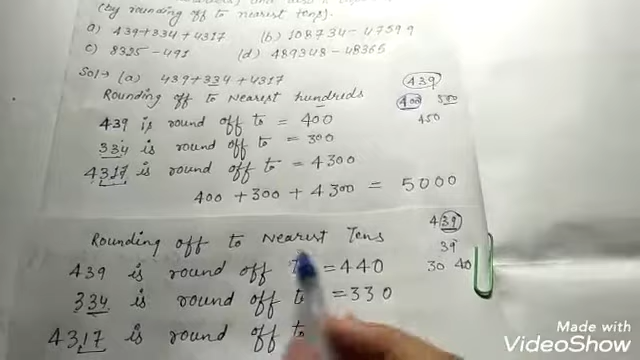 (by rounding off to nearest tens).
a) 439+334+4317 (b) 108734-47599
c) 8325-491 (d) 489348-48365
Sol→ (a) 439+334+4317
Rounding off to Nearest hundreds
439
400 500
450
439 is round off to = 400
334 is round off to = 300
4317 is round off to = 4300
400+300+4300 = 5000
Rounding off to Nearest Tens
439
39
30 40
439 is round off to =440
334 is round off to =330
4317 is round off to
Made with
VideoShow